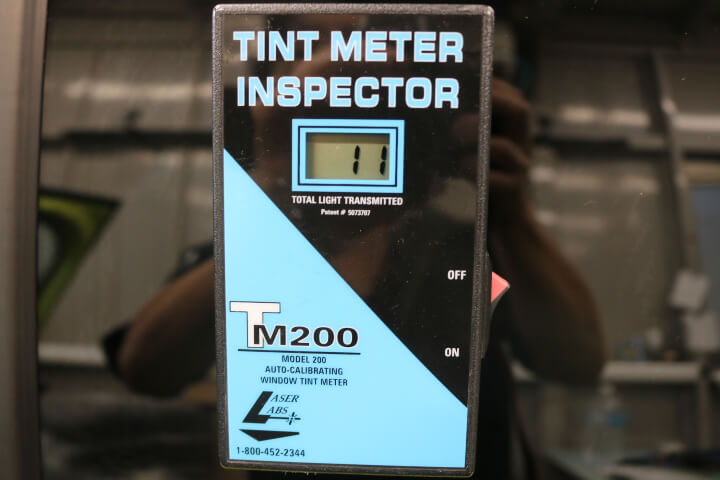 TINT METER
INSPECTOR
11
TOTAL LIGHT TRANSMITTED
Patent # 5073707
OFF
ON
TM200
MODEL 200
AUTO-CALIBRATING
WINDOW TINT METER
LASER
LABS
1-800-452-2344